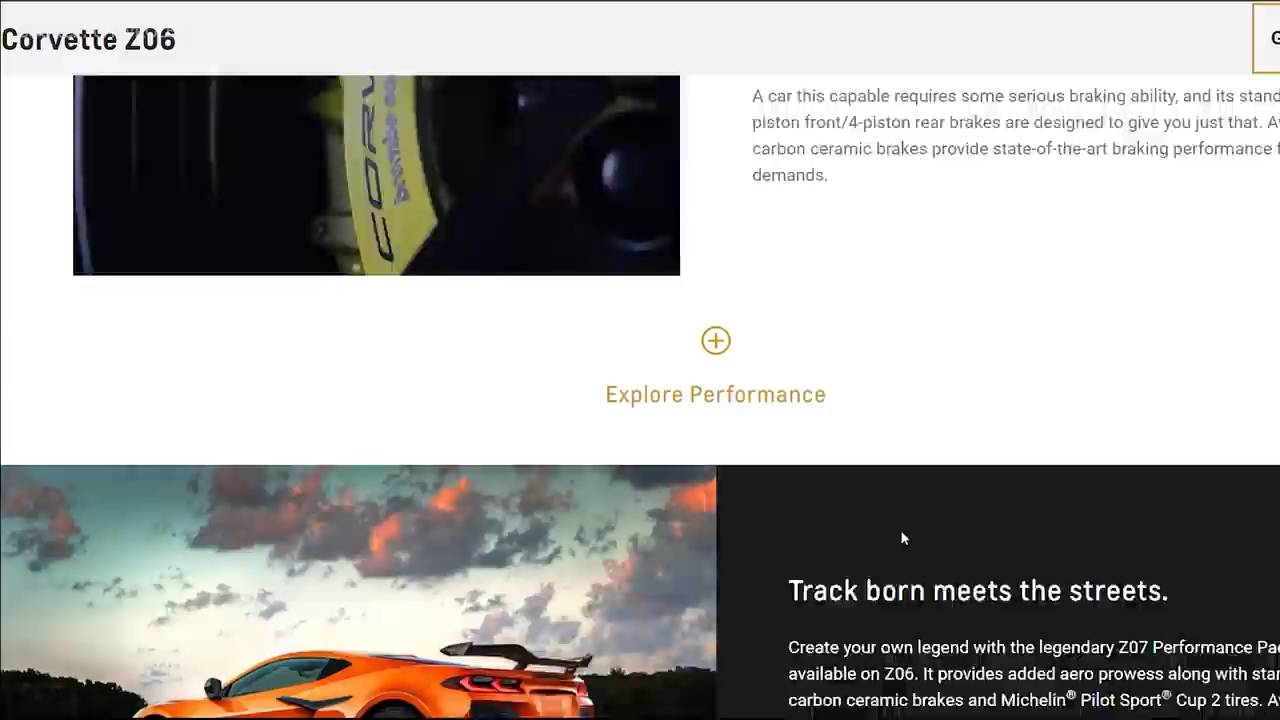 Corvette Z06
G
A car this capable requires some serious braking ability, and its stand
piston front/4-piston rear brakes are designed to give you just that. Av
carbon ceramic brakes provide state-of-the-art braking performance f
demands.
CORV
Explore Performance
Track born meets the streets.
Create your own legend with the legendary Z07 Performance Pac
available on Z06. It provides added aero prowess along with star
carbon ceramic brakes and Michelin® Pilot Sport® Cup 2 tires. A